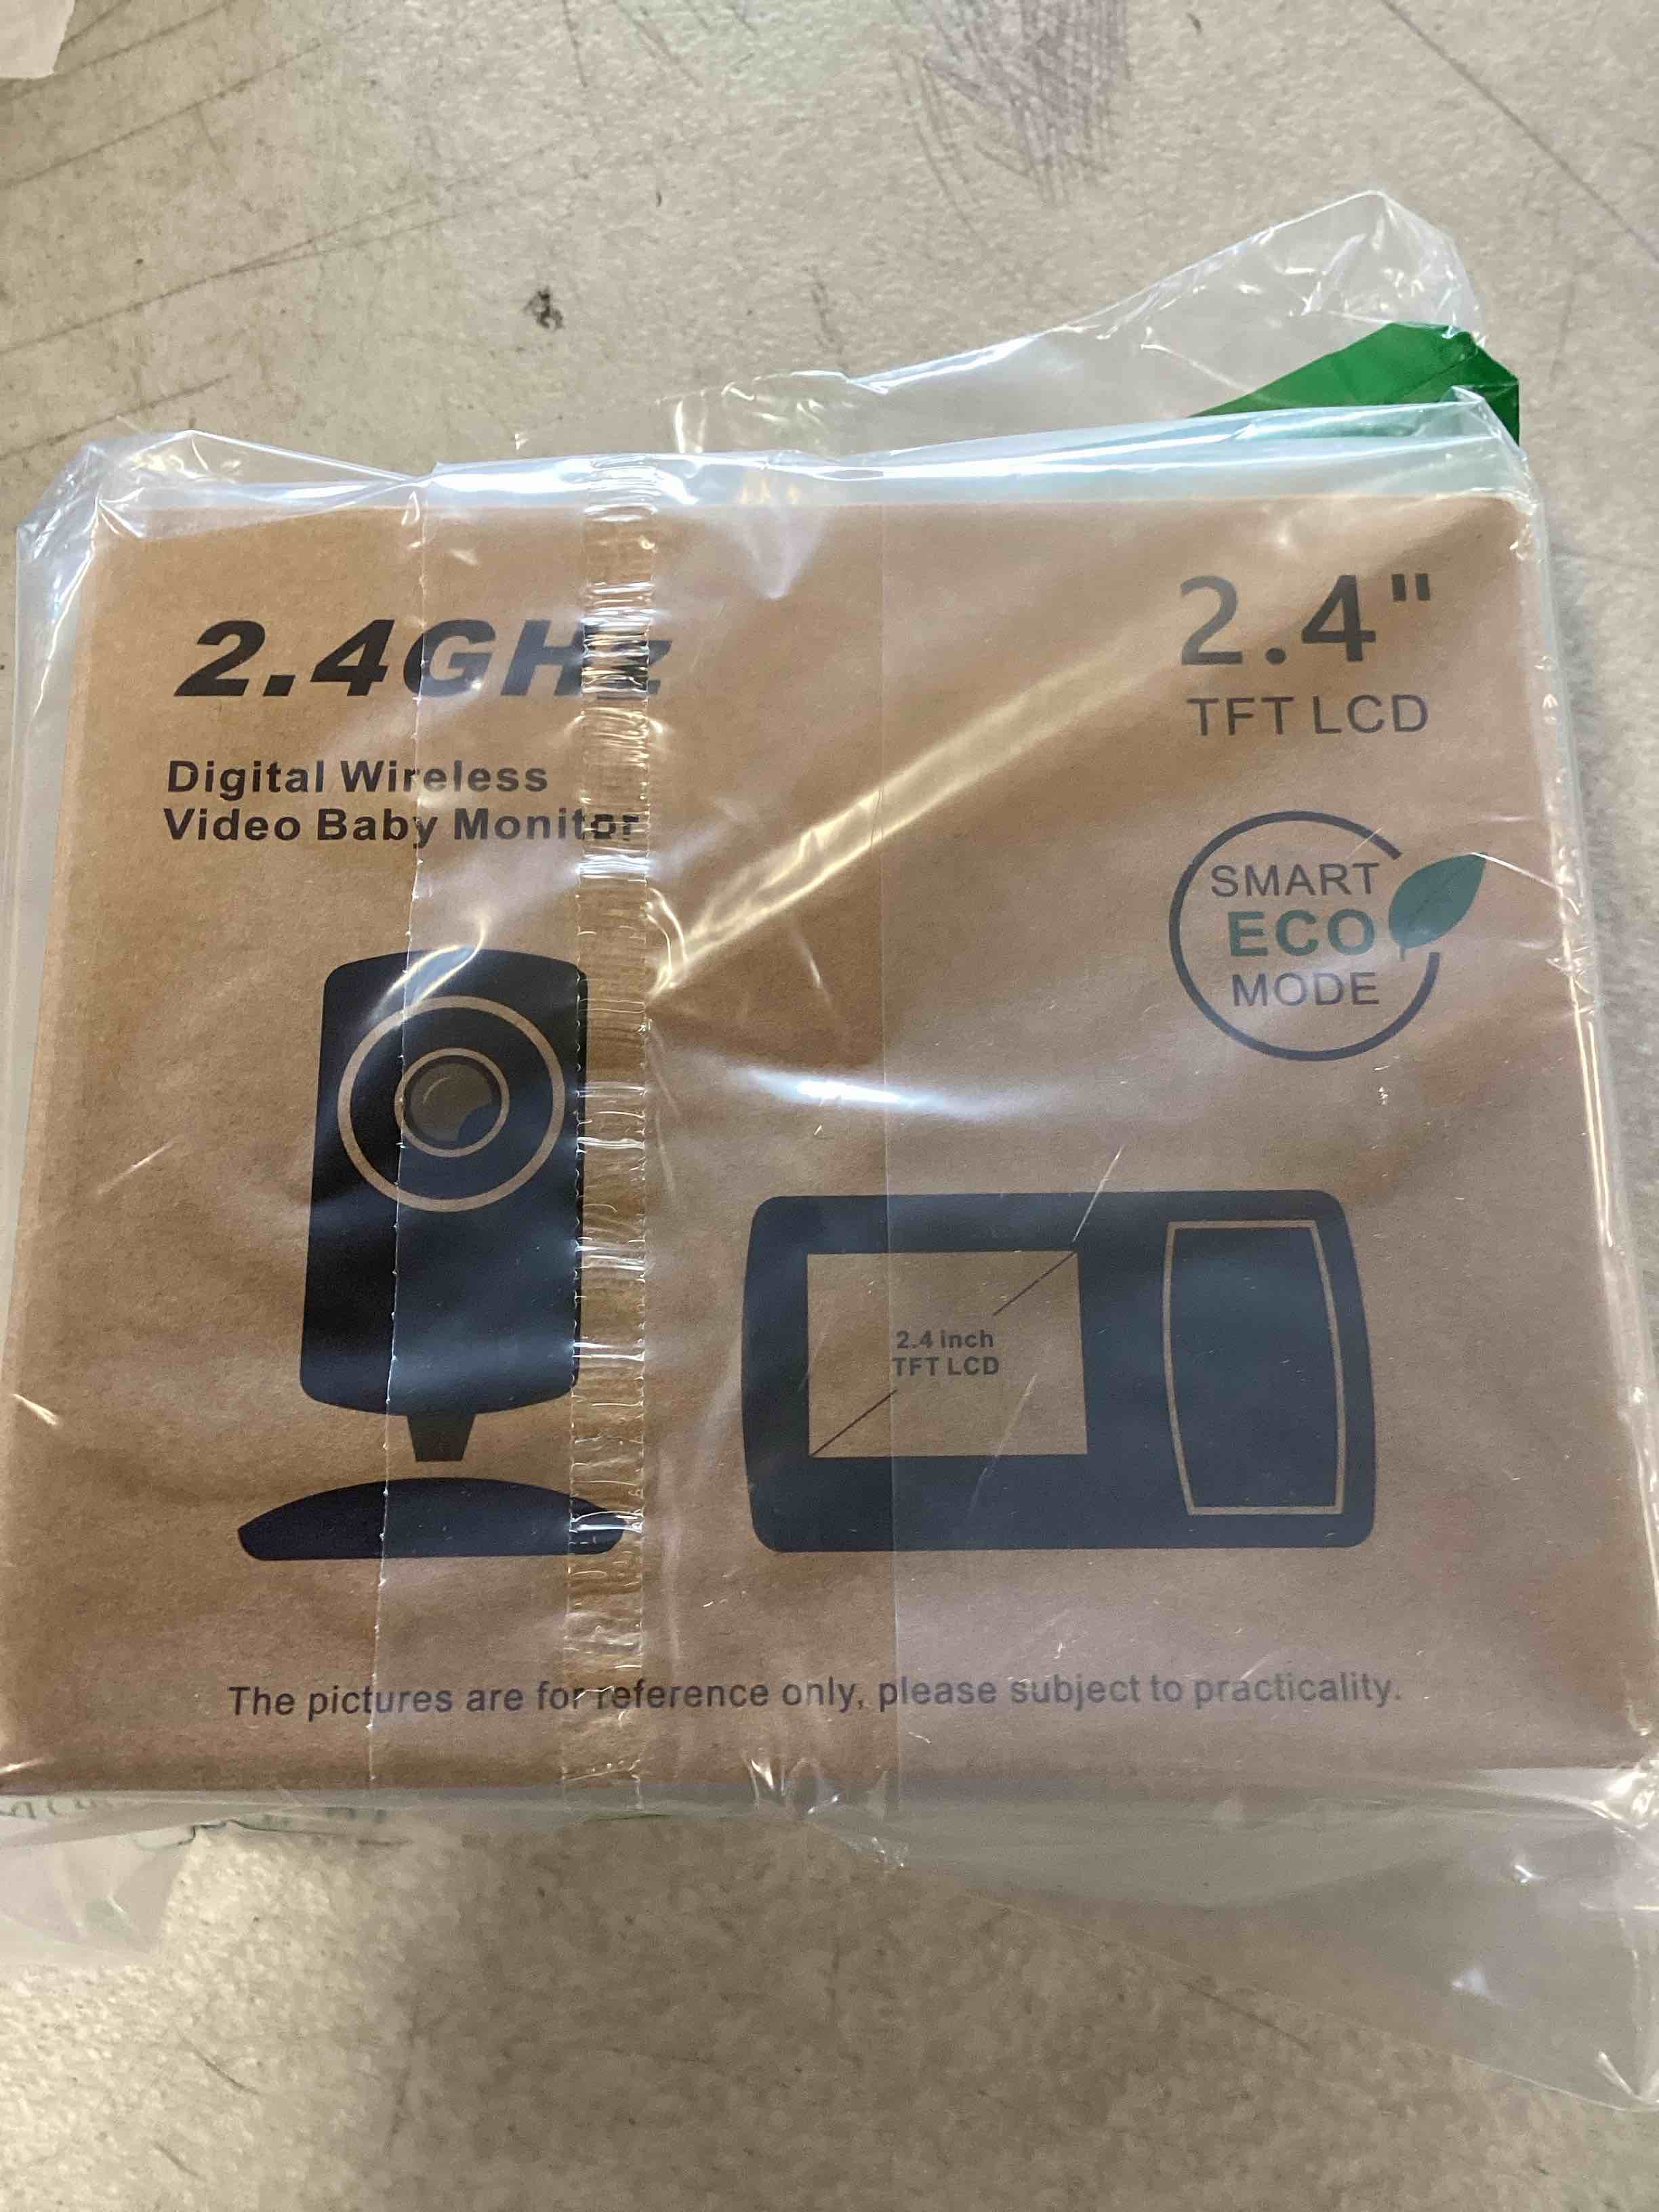 2.4GHz
Digital Wireless
Video Baby Monitor
2.4"
TFT LCD
SMART
ECO
MODE
2.4 inch
TFT LCD
The pictures are for reference only, please subject to practicality.